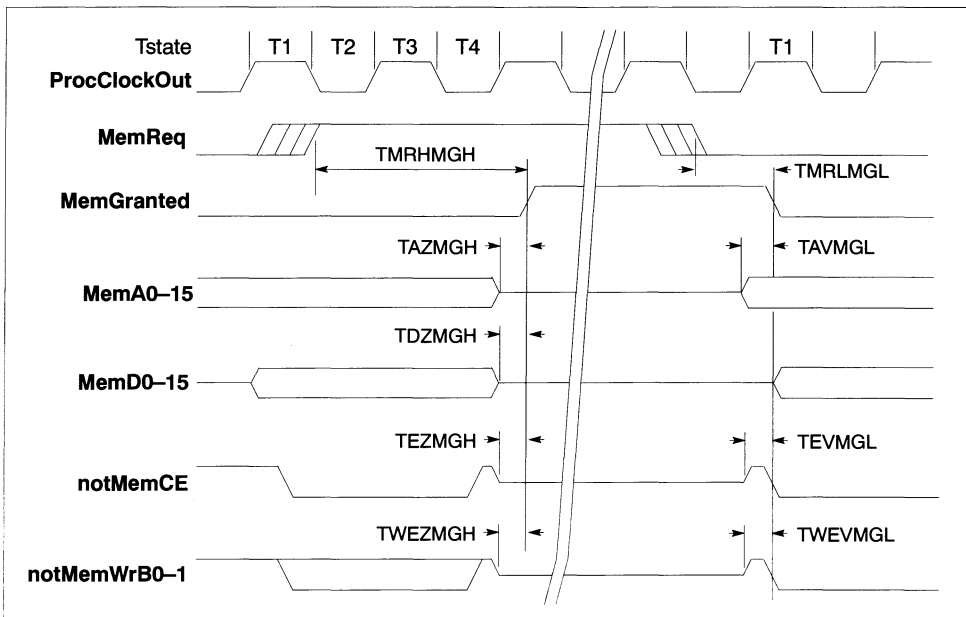 Tstate T1 T2 T3 T4 T1
ProcClockOut
MemReq
TMRHMGH
TMRLMGL
MemGranted
TAZMGH TAVMGL
MemA0–15
TDZMGH
MemD0–15
TEZMGH TEVMGL
notMemCE
TWEZMGH TWEVMGL
notMemWrB0–1